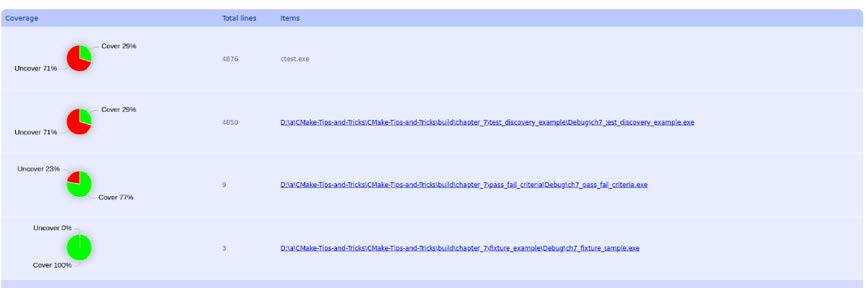 Coverage Total lines Items
Cover 29%
Uncover 71%
4876 ctest.exe
Cover 29%
Uncover 71%
4850 D:\a\CMake-Tips-and-Tricks\CMake-Tips-and-Tricks\build\chapter_7\test_discovery_example\Debug\ch7_test_discovery_example.exe
Uncover 23%
Cover 77%
9 D:\a\CMake-Tips-and-Tricks\CMake-Tips-and-Tricks\build\chapter_7\pass_fail_criteria\Debug\ch7_pass_fail_criteria.exe
Uncover 0%
Cover 100%
3 D:\a\CMake-Tips-and-Tricks\CMake-Tips-and-Tricks\build\chapter_7\fixture_example\Debug\ch7_fixture_sample.exe